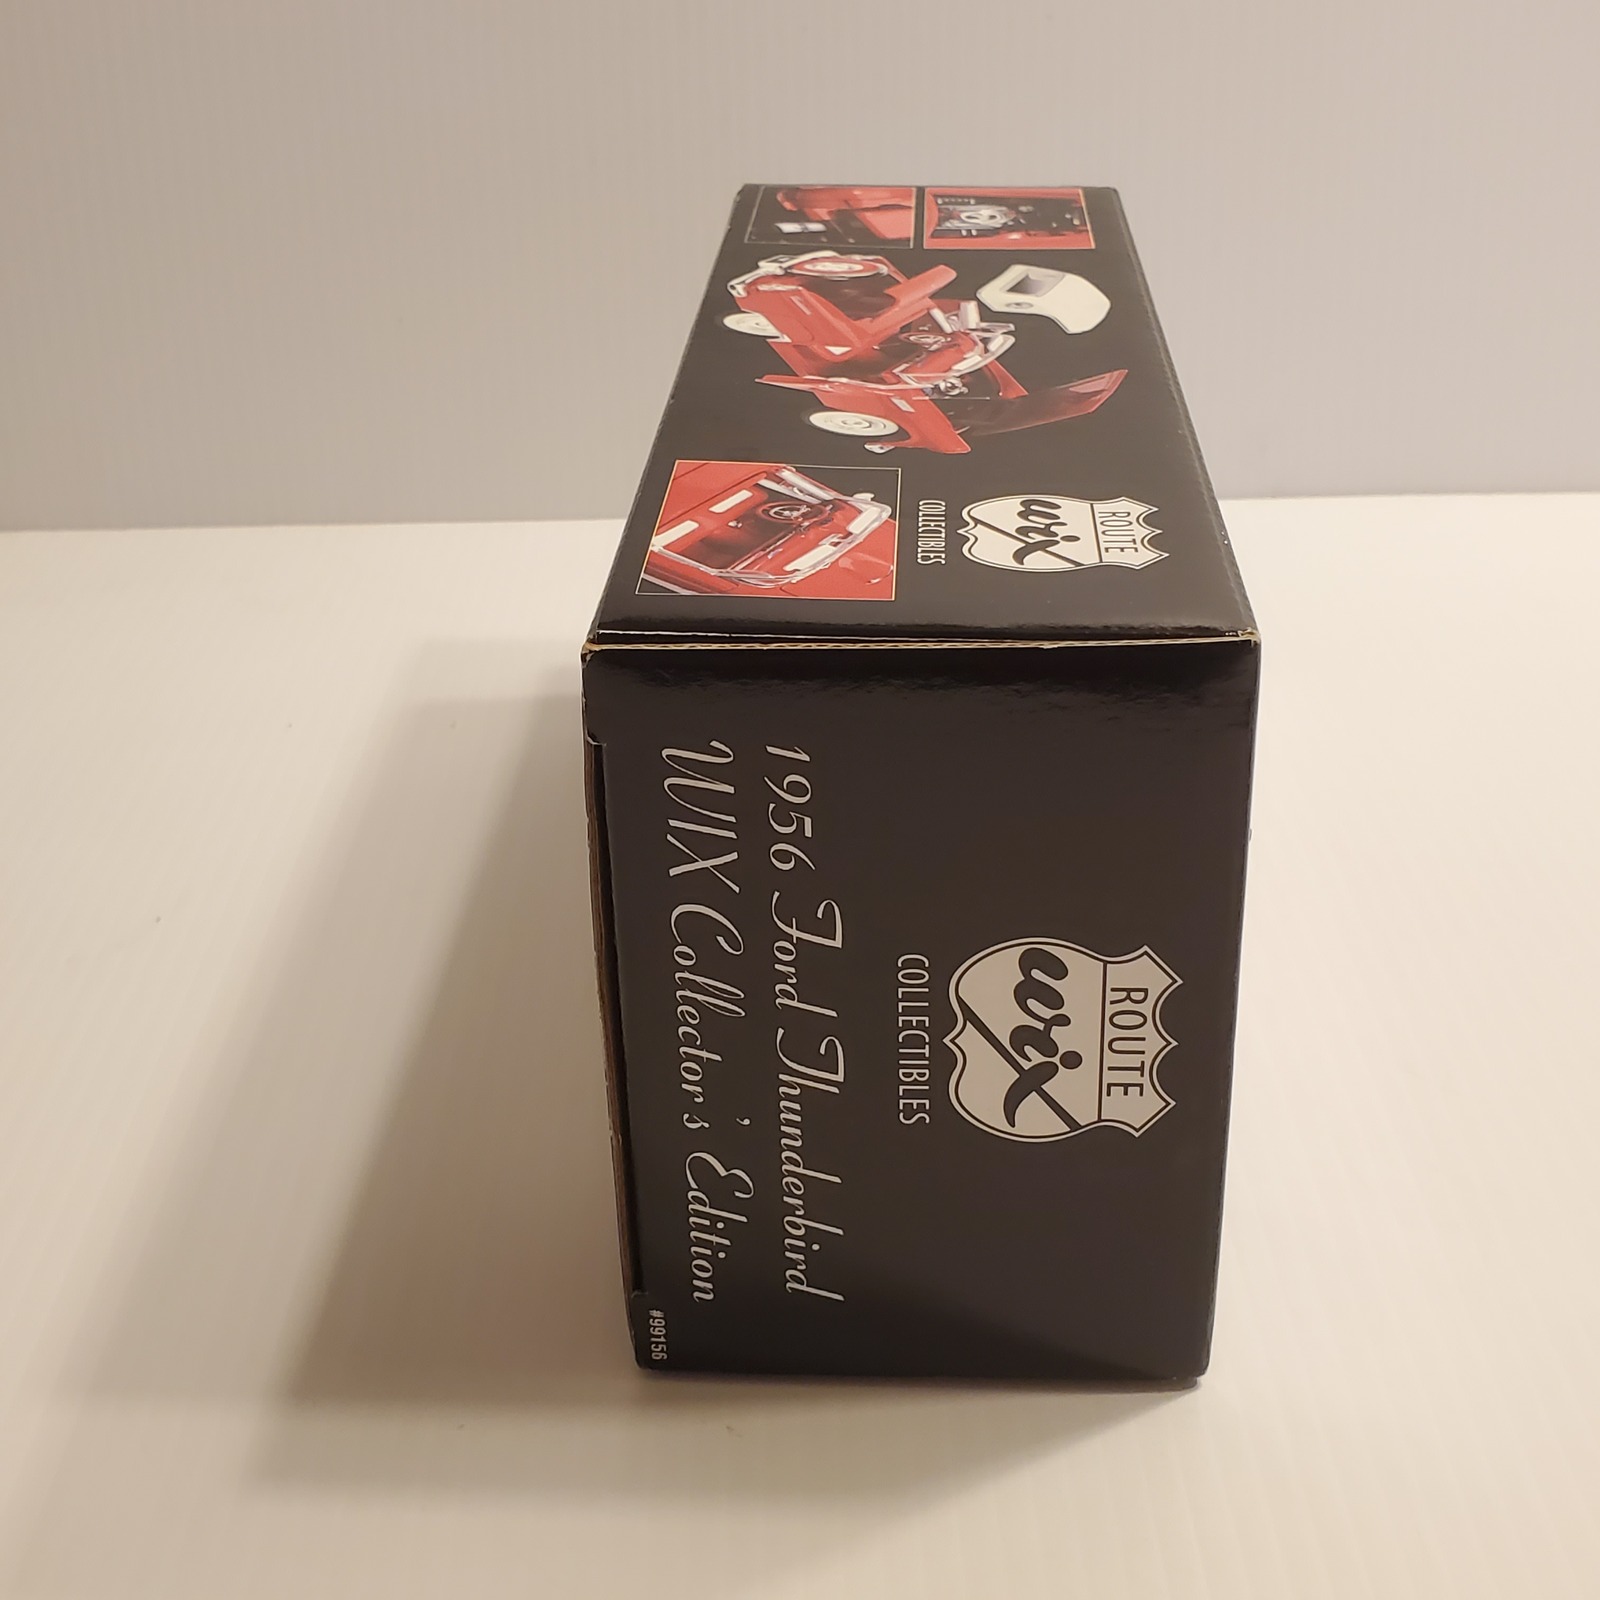 ROUTE
wix
COLLECTIBLES
ROUTE
wix
COLLECTIBLES
1956 Ford Thunderbird
WIX Collector's Edition
#99156